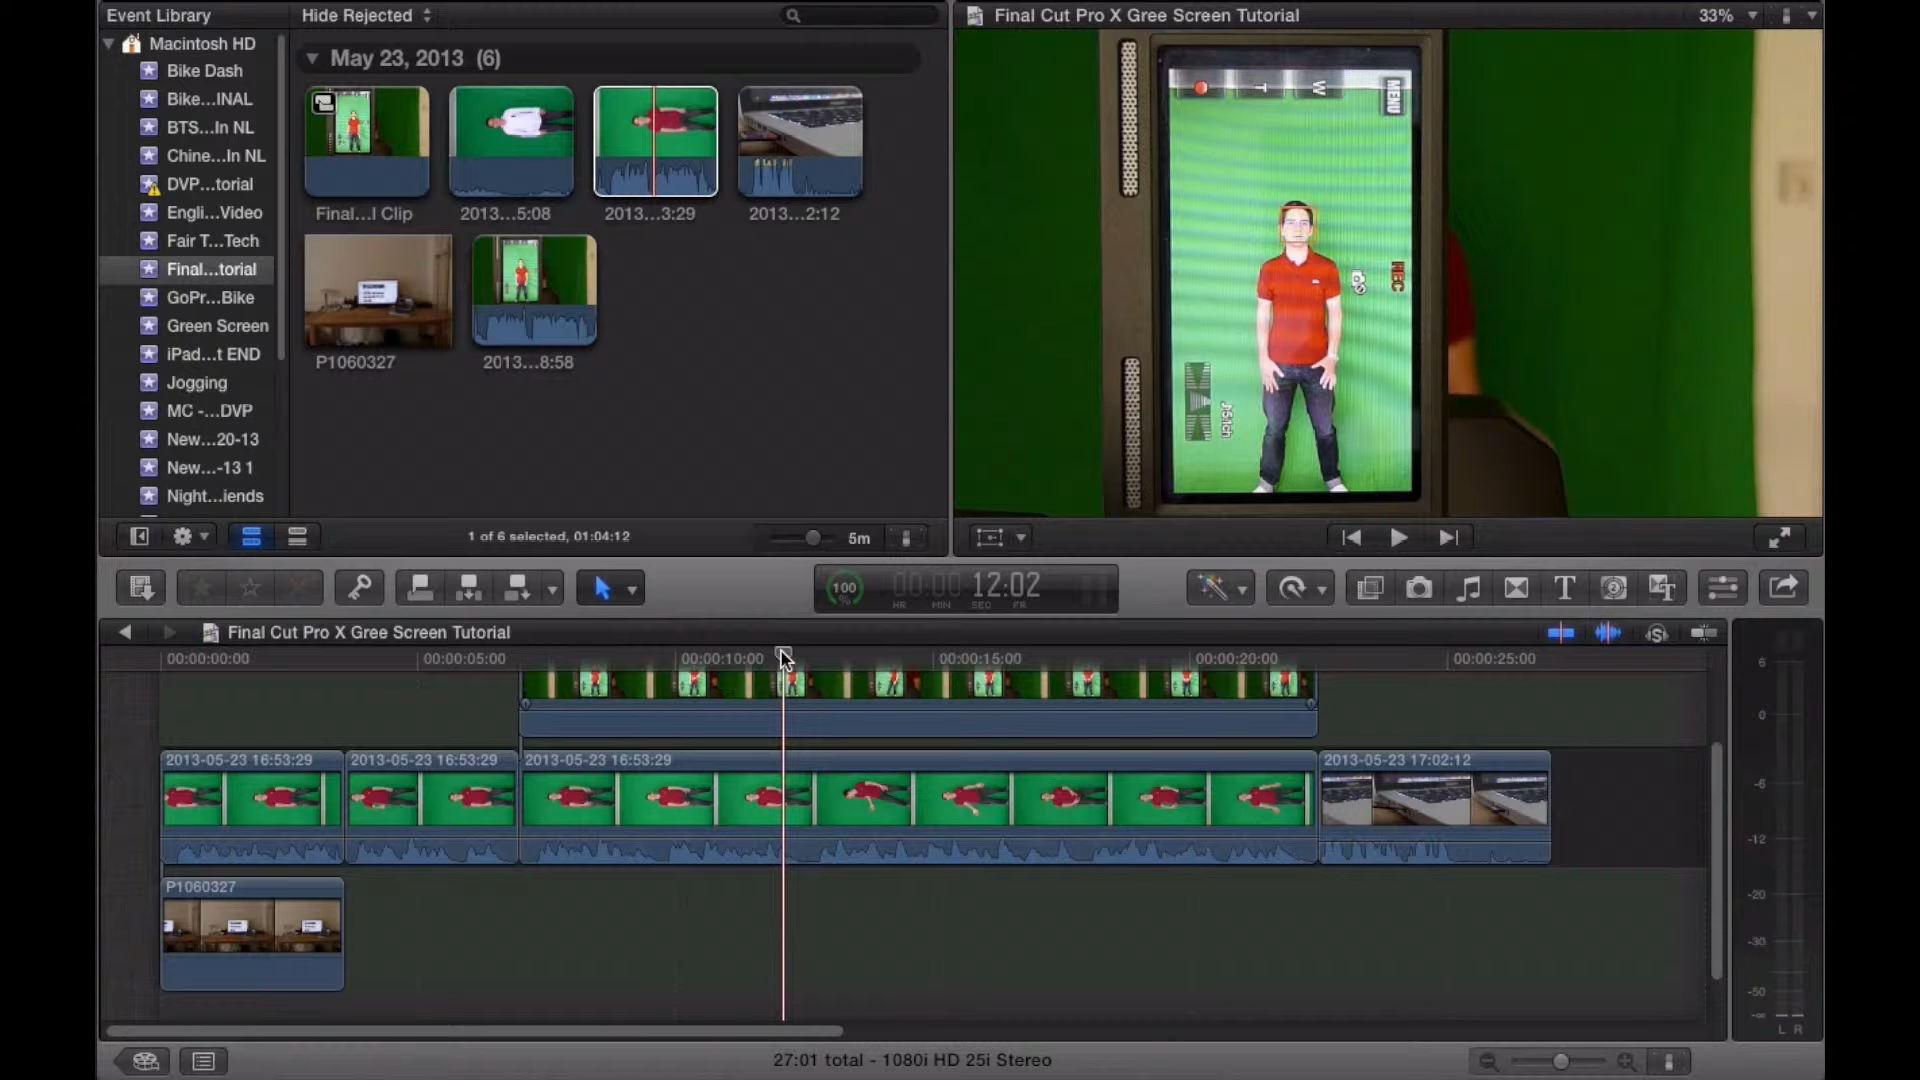 Event Library
Hide Rejected
Final Cut Pro X Gree Screen Tutorial
33%
Macintosh HD
Bike Dash
Bike...INAL
BTS...In NL
Chine...In NL
DVP...torial
Engli...Video
Fair T...Tech
Final...torial
GoPr...Bike
Green Screen
iPad...t END
Jogging
MC -...DVP
New...20-13
New...-13 1
Night...iends
May 23, 2013 (6)
Final...l Clip
2013...5:08
2013...3:29
2013...2:12
P1060327
2013...8:58
T
W
MENU
REC
1 of 6 selected, 01:04:12
5m
100
%
00:00 12:02
HR MIN SEC FR
Final Cut Pro X Gree Screen Tutorial
00:00:00:00
00:00:05:00
00:00:10:00
00:00:15:00
00:00:20:00
00:00:25:00
2013-05-23 16:53:29
2013-05-23 16:53:29
2013-05-23 16:53:29
2013-05-23 17:02:12
P1060327
6
0
-6
-12
-20
-30
-50
-∞
L R
27:01 total - 1080i HD 25i Stereo